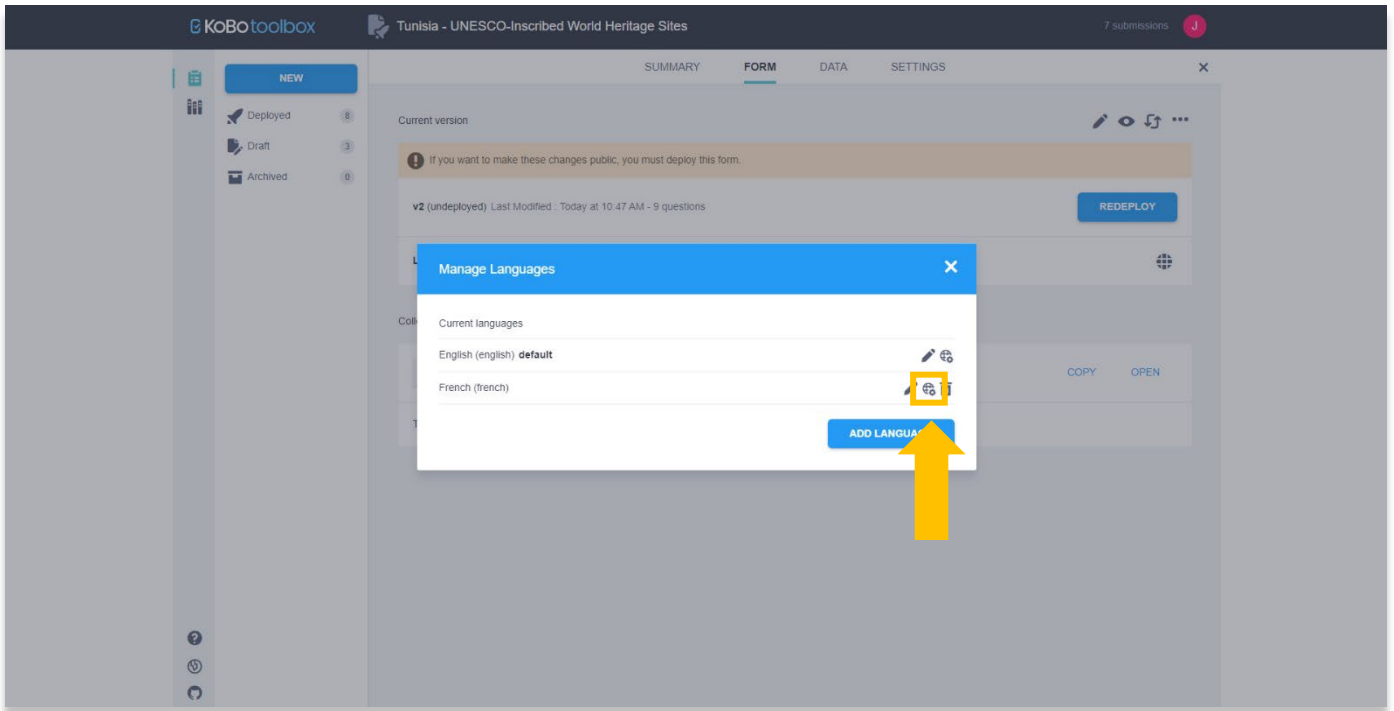 KoBotoolbox
Tunisia - UNESCO-Inscribed World Heritage Sites
7 submissions
J
SUMMARY FORM DATA SETTINGS
NEW
Deployed 8
Draft 3
Archived 0
Current version
If you want to make these changes public, you must deploy this form.
v2 (undeployed) Last Modified : Today at 10:47 AM - 9 questions
REDEPLOY
L
Manage Languages
Coll
Current languages
English (english) default
French (french)
COPY OPEN
T
ADD